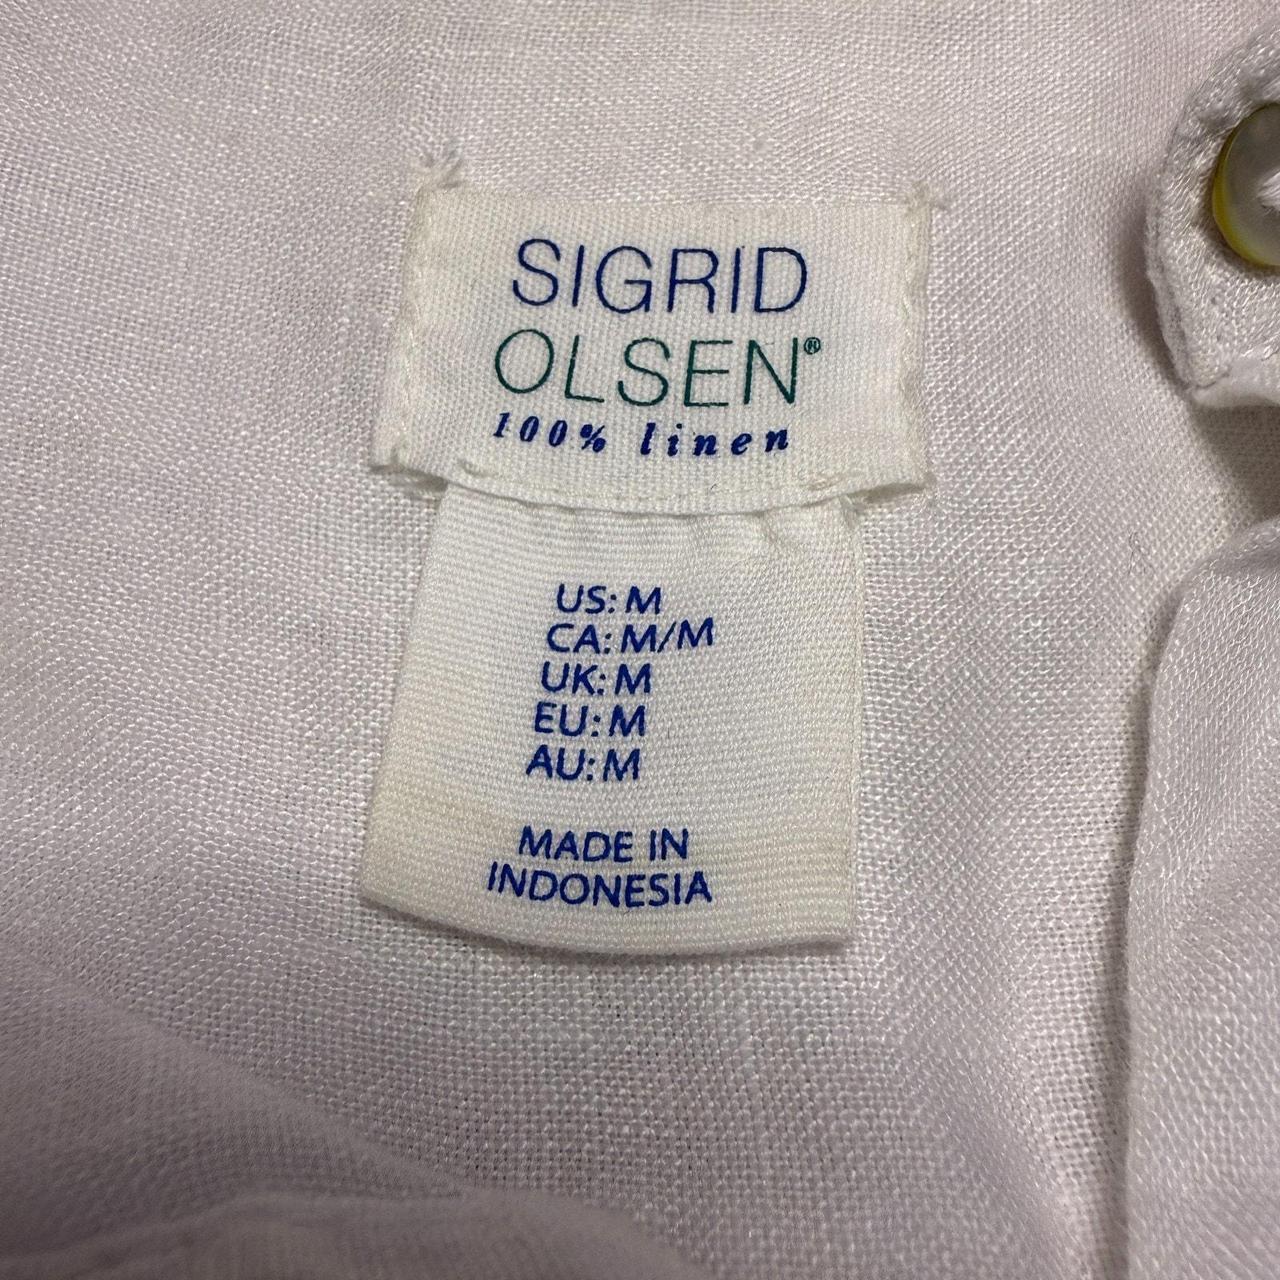 SIGRID
OLSEN®
100% linen
US: M
CA: M/M
UK: M
EU: M
AU: M
MADE IN
INDONESIA